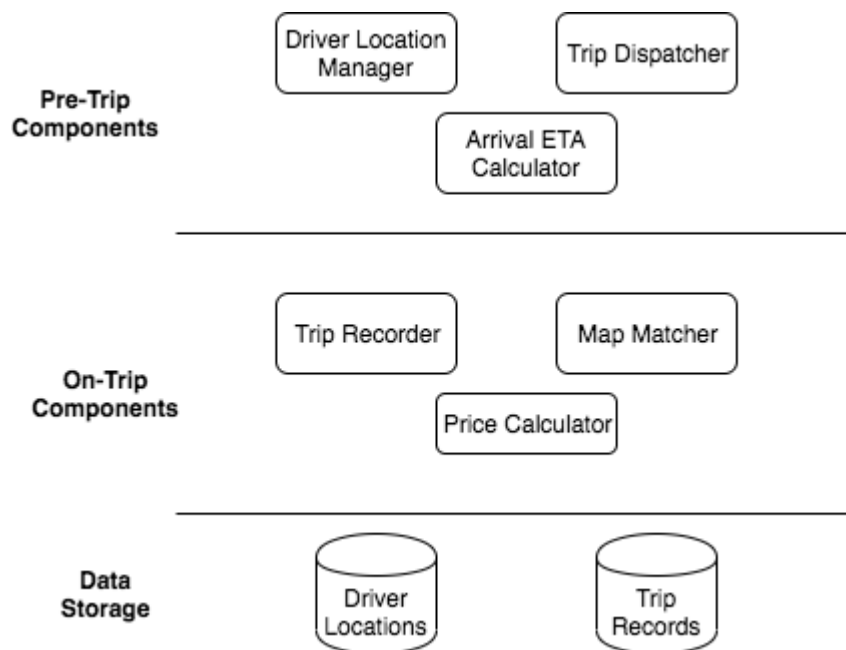 Pre-Trip
Components
Driver Location
Manager
Trip Dispatcher
Arrival ETA
Calculator
On-Trip
Components
Trip Recorder
Map Matcher
Price Calculator
Data
Storage
Driver
Locations
Trip
Records